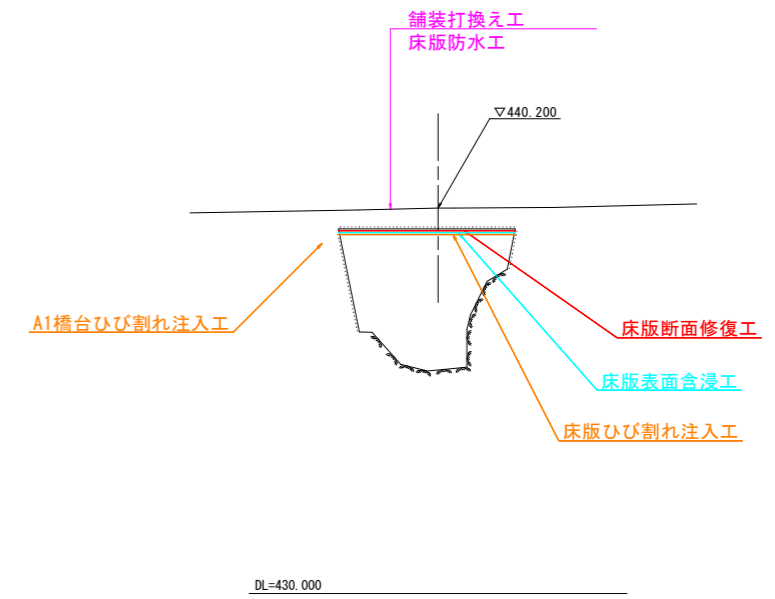 舗装打換え工
床版防水工
▽440.200
A1橋台ひび割れ注入工
床版断面修復工
床版表面含浸工
床版ひび割れ注入工
DL=430.000